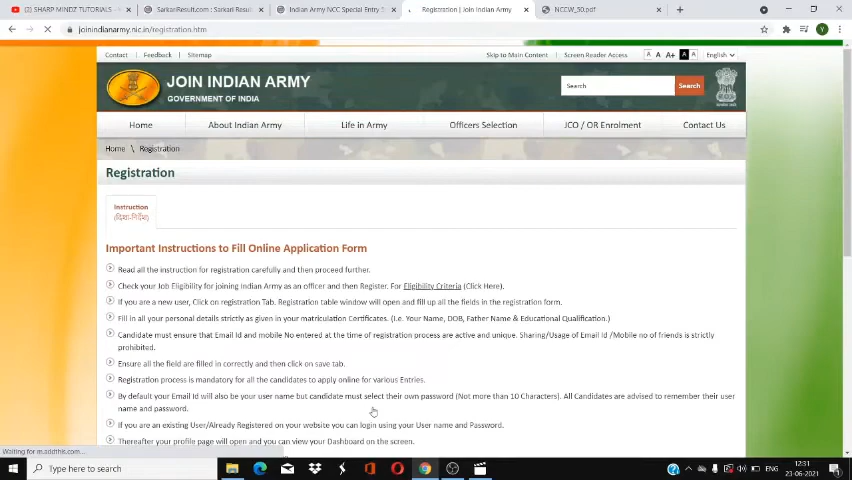 (2) SHARP MINDZ TUTORIALS -
SarkariResult.com : Sarkari Resul
Indian Army NCC Special Entry 5
Registration | Join Indian Army
NCCW_50.pdf
joinindianarmy.nic.in/registration.htm
Contact Feedback Sitemap Skip to Main Content Screen Reader Access A A A+ A A English
JOIN INDIAN ARMY
GOVERNMENT OF INDIA
Search Search
Home About Indian Army Life in Army Officers Selection JCO / OR Enrolment Contact Us
Home \ Registration
Registration
Instruction
(दिशा-निर्देश)
Important Instructions to Fill Online Application Form
Read all the instruction for registration carefully and then proceed further.
Check your Job Eligibility for joining Indian Army as an officer and then Register. For Eligibility Criteria (Click Here).
If you are a new user, Click on registration Tab. Registration table window will open and fill up all the fields in the registration form.
Fill in all your personal details strictly as given in your matriculation Certificates. (I.e. Your Name, DOB, Father Name & Educational Qualification.)
Candidate must ensure that Email Id and mobile No entered at the time of registration process are active and unique. Sharing/Usage of Email Id /Mobile no of friends is strictly
prohibited.
Ensure all the field are filled in correctly and then click on save tab.
Registration process is mandatory for all the candidates to apply online for various Entries.
By default your Email Id will also be your user name but candidate must select their own password (Not more than 10 Characters). All Candidates are advised to remember their user
name and password.
If you are an existing User/Already Registered on your website you can login using your User name and Password.
Thereafter your profile page will open and you can view your Dashboard on the screen.
Waiting for m.addthis.com...
Type here to search
ENG
12:31
23-06-2021